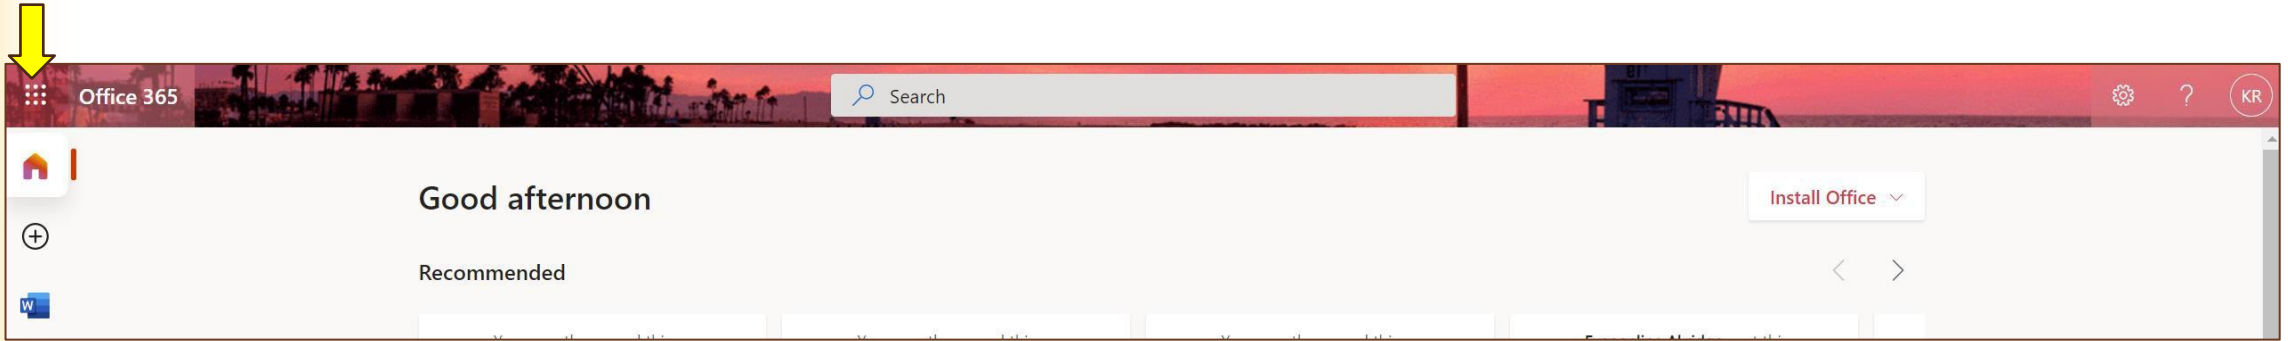 Office 365
Search
?
KR
Good afternoon
Install Office
Recommended
W